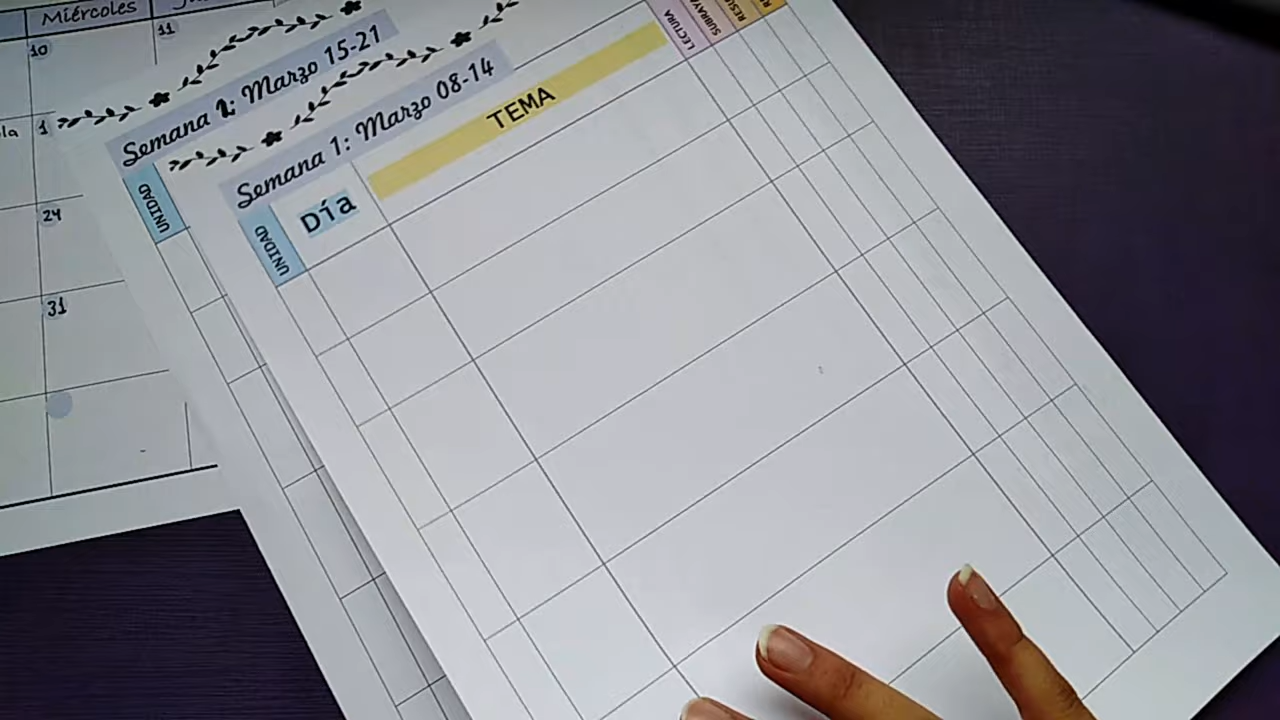 Miércoles
10
11
1
24
31
Semana 2: Marzo 15-21
UNIDAD
Semana 1: Marzo 08-14
UNIDAD
Día
TEMA
LECTURA